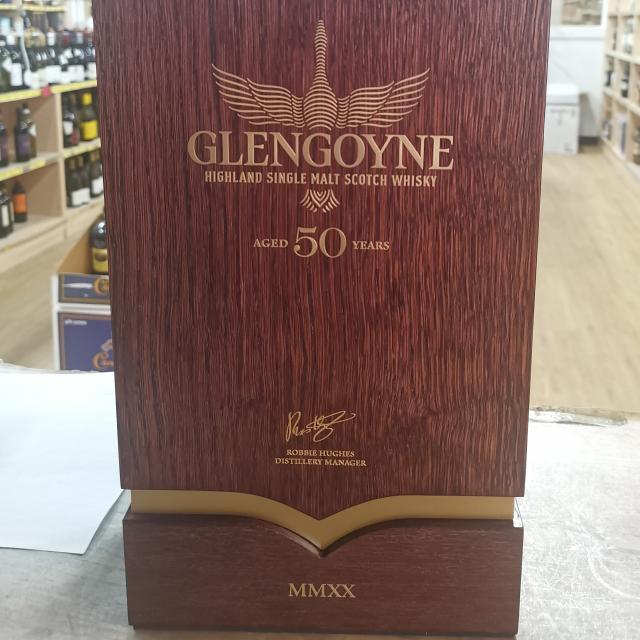 GLENGOYNE
HIGHLAND SINGLE MALT SCOTCH WHISKY
AGED 50 YEARS
ROBBIE HUGHES
DISTILLERY MANAGER
MMXX